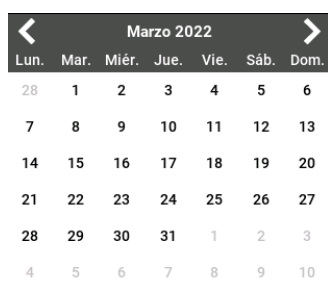 Marzo 2022
Lun. Mar. Miér. Jue. Vie. Sáb. Dom.
28 1 2 3 4 5 6
7 8 9 10 11 12 13
14 15 16 17 18 19 20
21 22 23 24 25 26 27
28 29 30 31 1 2 3
4 5 6 7 8 9 10